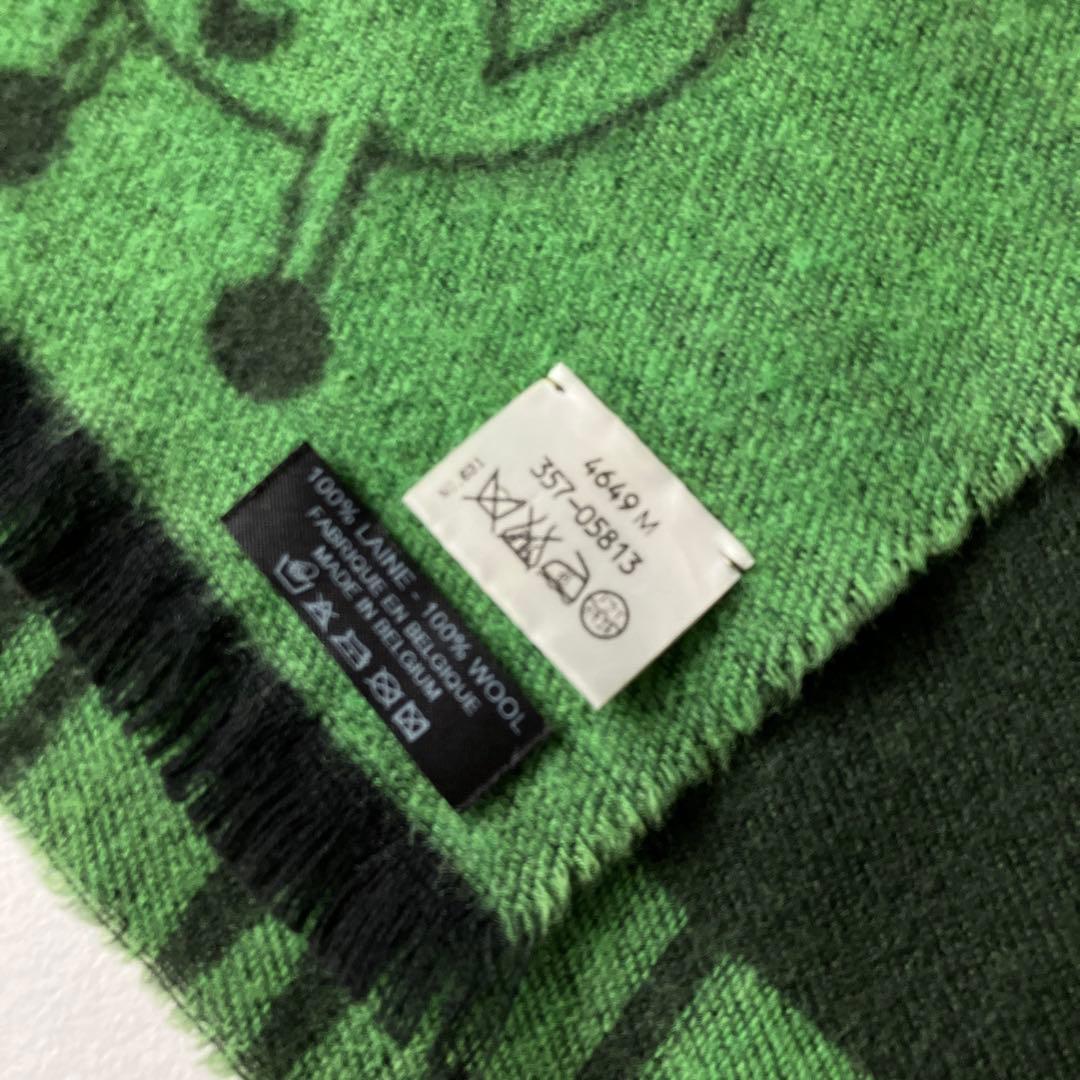 100% LAINE - 100% WOOL
FABRIQUE EN BELGIQUE
MADE IN BELGIUM
4649 M
357-05813